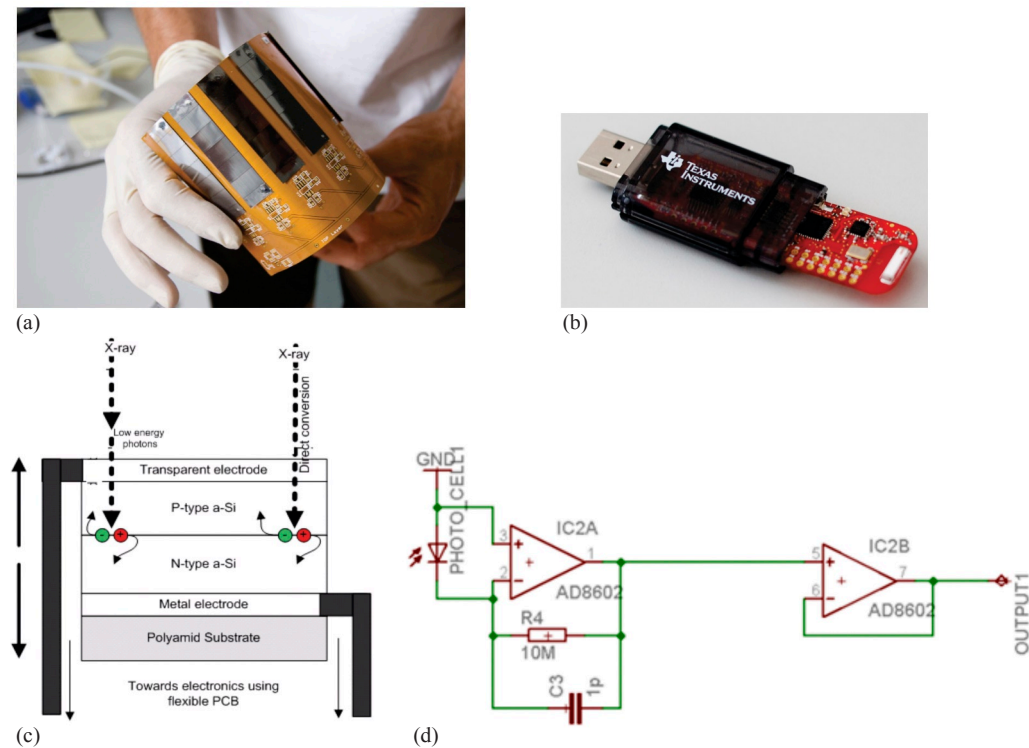 TEXAS
INSTRUMENTS
(a)
(b)
X-ray
X-ray
Low energy
photons
Direct conversion
Transparent electrode
P-type a-Si
- +
- +
N-type a-Si
Metal electrode
Polyamid Substrate
Towards electronics using
flexible PCB
(c)
GND
PHOTO_CELL1
3
2
+
-
+
1
IC2A
AD8602
R4
10M
C3
1p
5
6
+
-
+
7
IC2B
AD8602
OUTPUT1
(d)